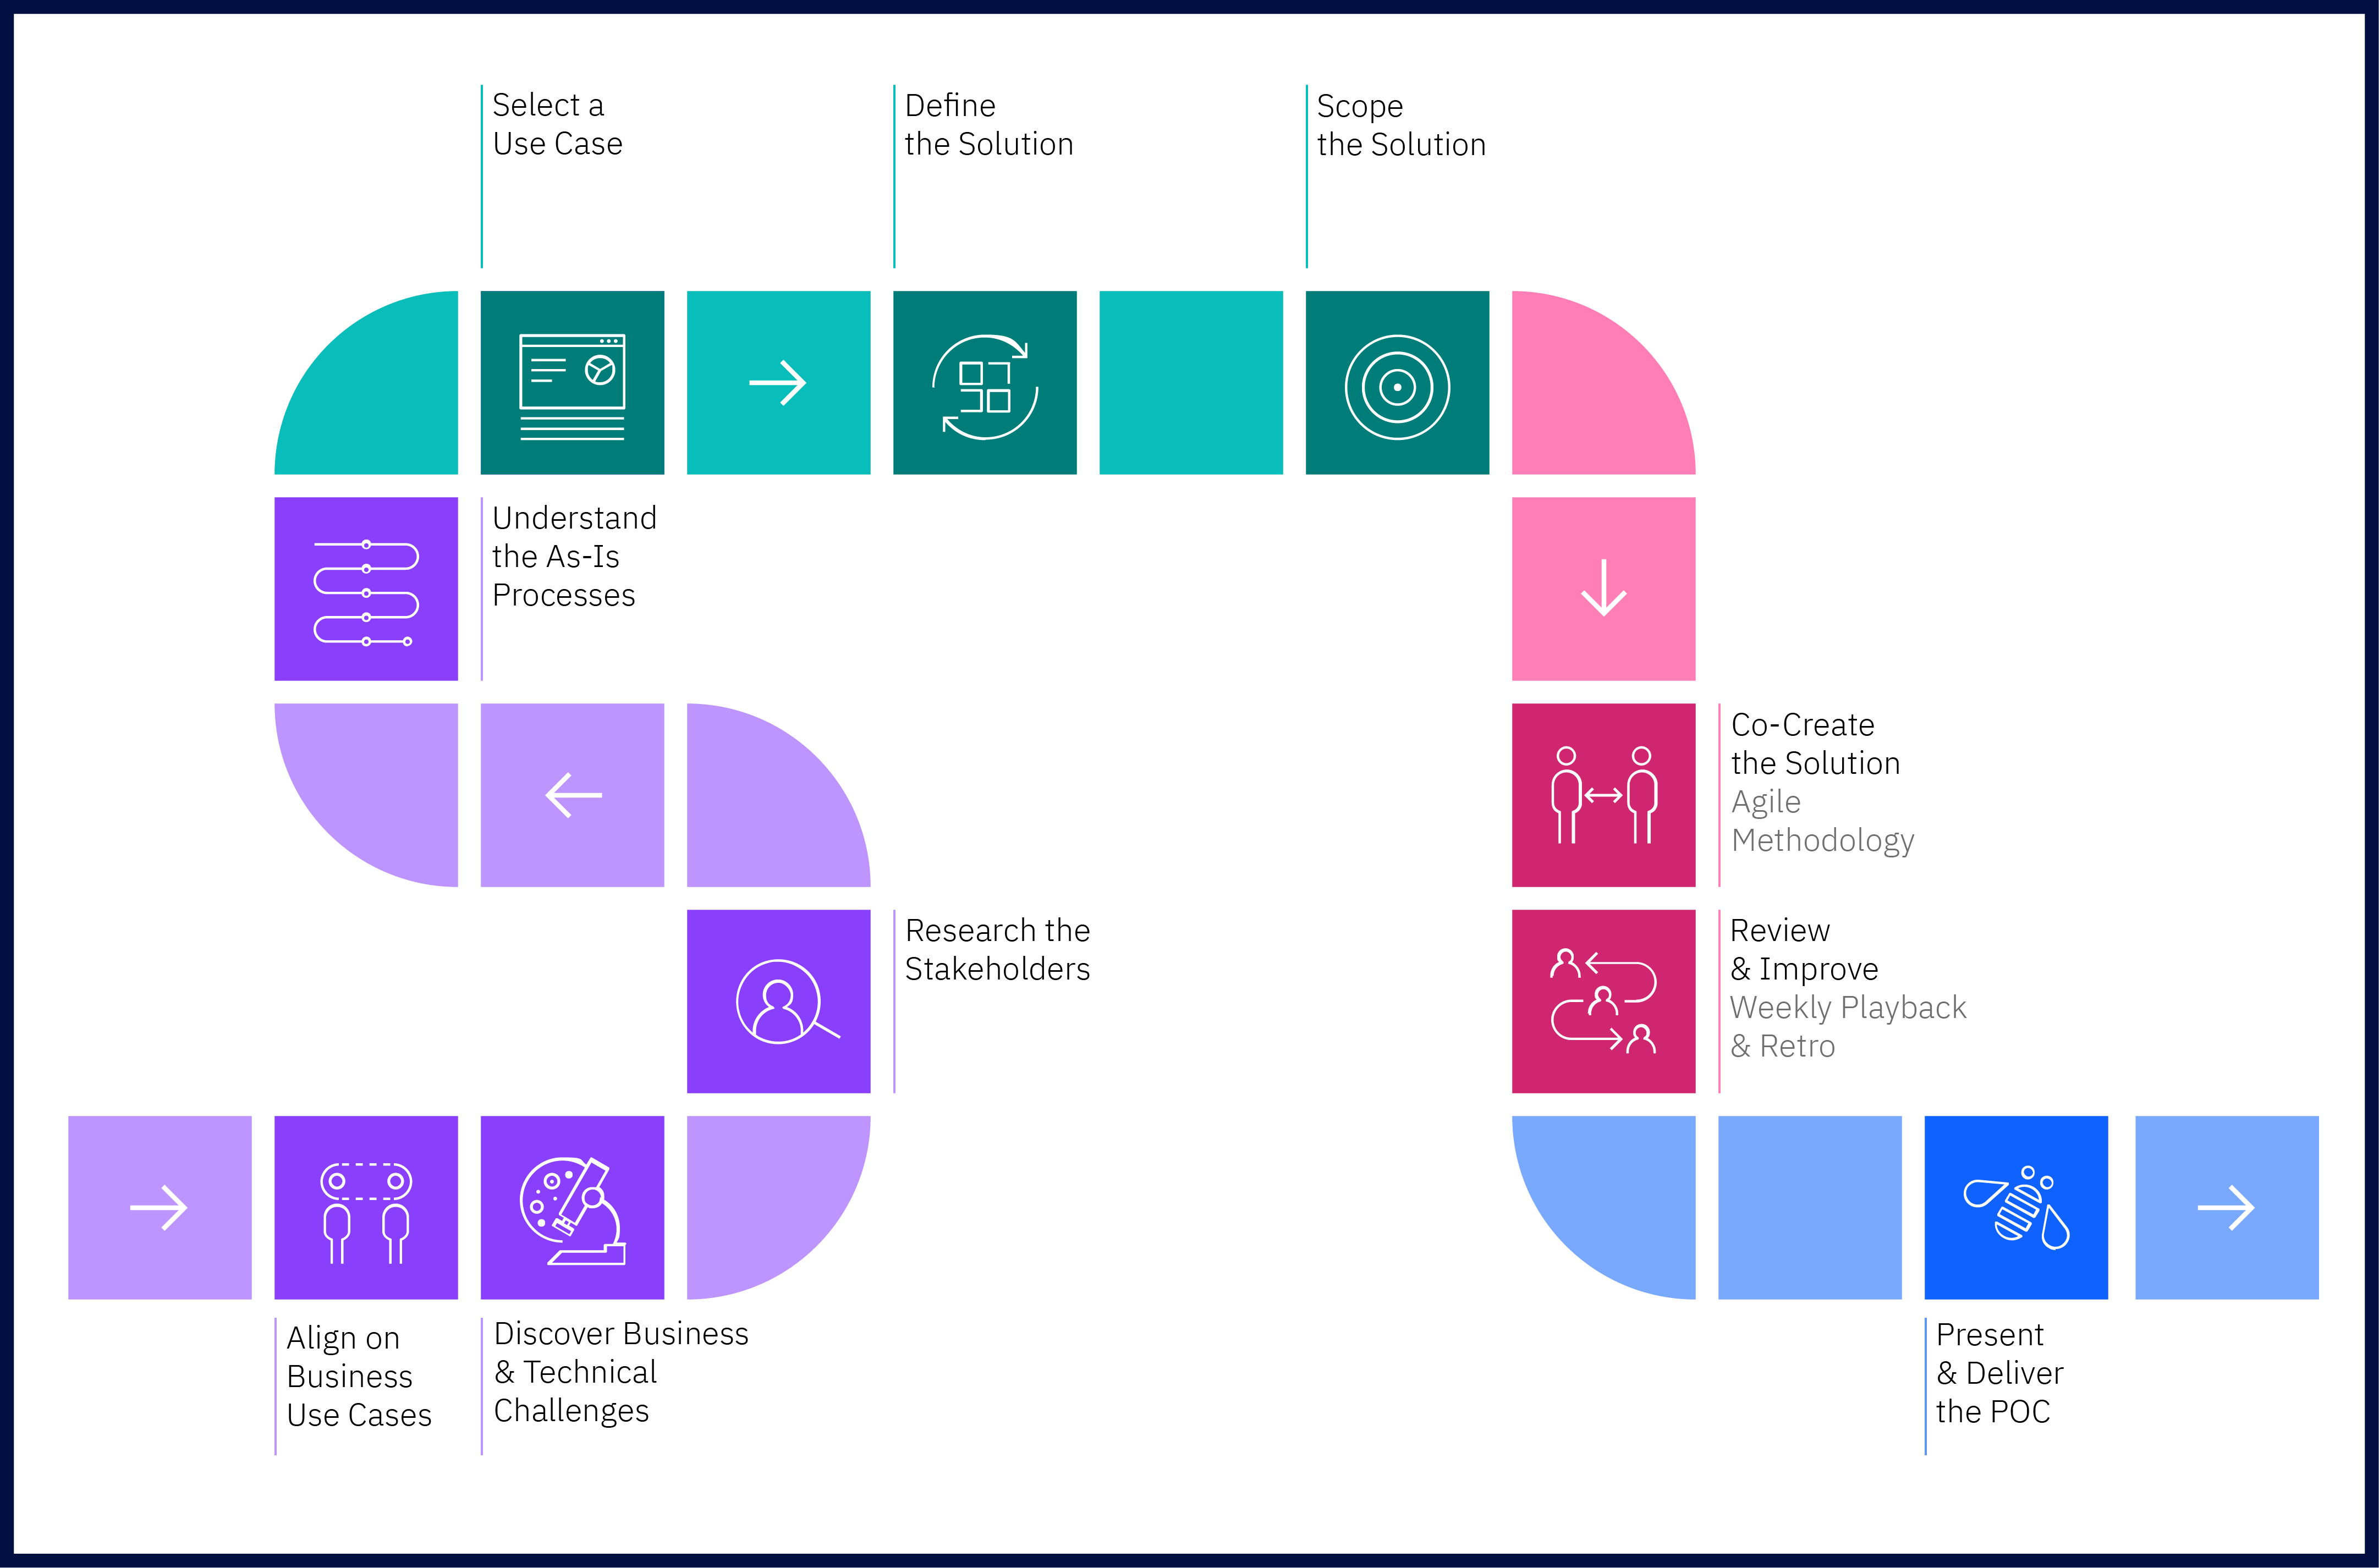 Select a
Use Case
Define
the Solution
Scope
the Solution
Understand
the As-Is
Processes
Co-Create
the Solution
Agile
Methodology
Research the
Stakeholders
Review
& Improve
Weekly Playback
& Retro
Align on
Business
Use Cases
Discover Business
& Technical
Challenges
Present
& Deliver
the POC